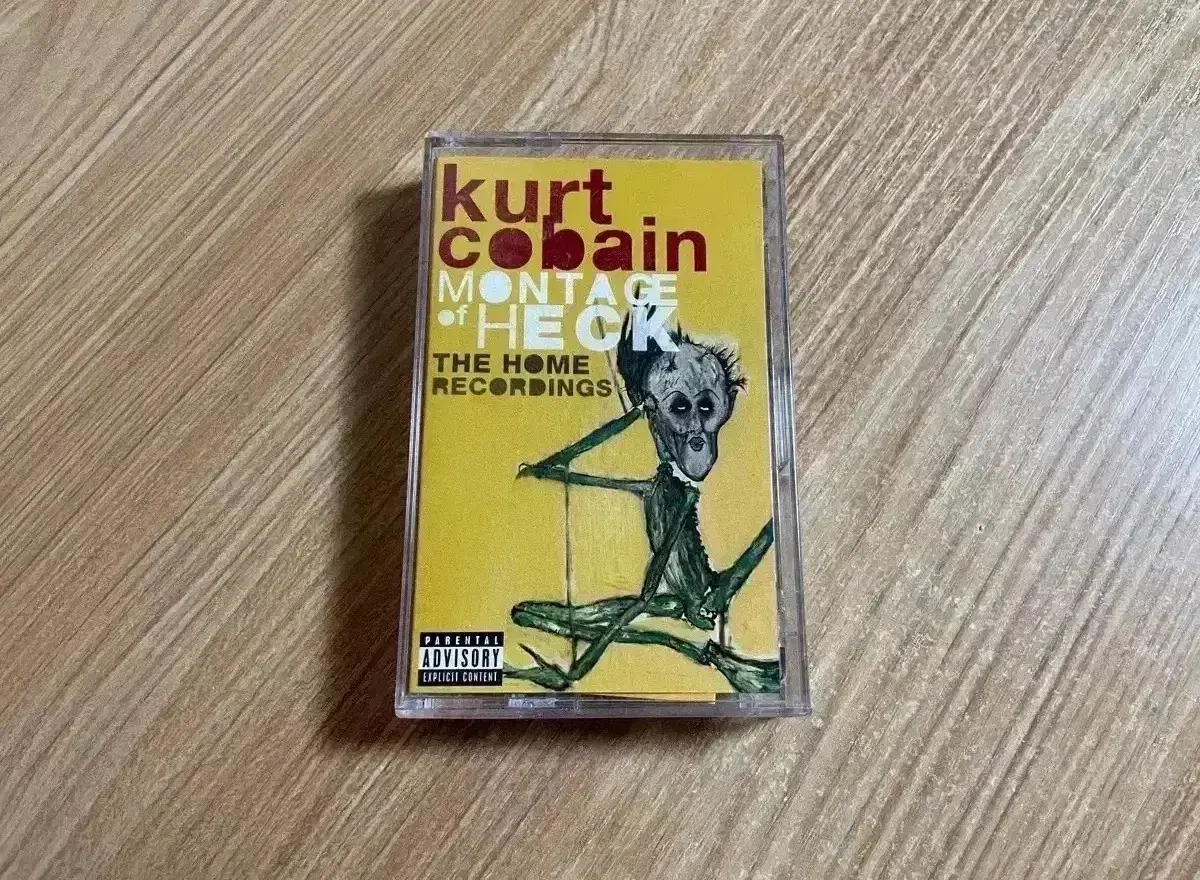 kurt
cobain
MONTAGE
of HECK
THE HOME
RECORDINGS
PARENTAL
ADVISORY
EXPLICIT CONTENT